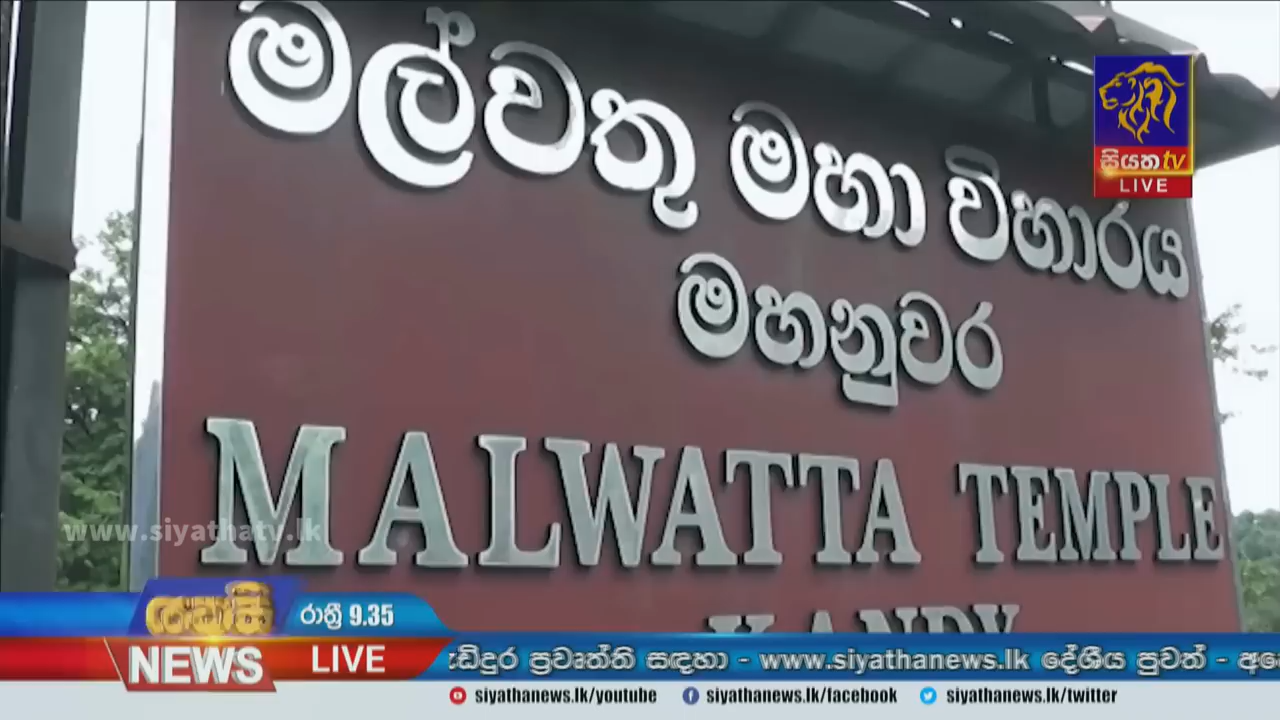 මල්වතු මහා විහාරය
මහනුවර
MALWATTA TEMPLE
KANDY
සියත tv
LIVE
www.siyathatv.lk
රාත්‍රී 9.35
NEWS LIVE
ප්‍රවෘත්ති සඳහා - www.siyathanews.lk දේශීය පුවත් -
siyathanews.lk/youtube siyathanews.lk/facebook siyathanews.lk/twitter